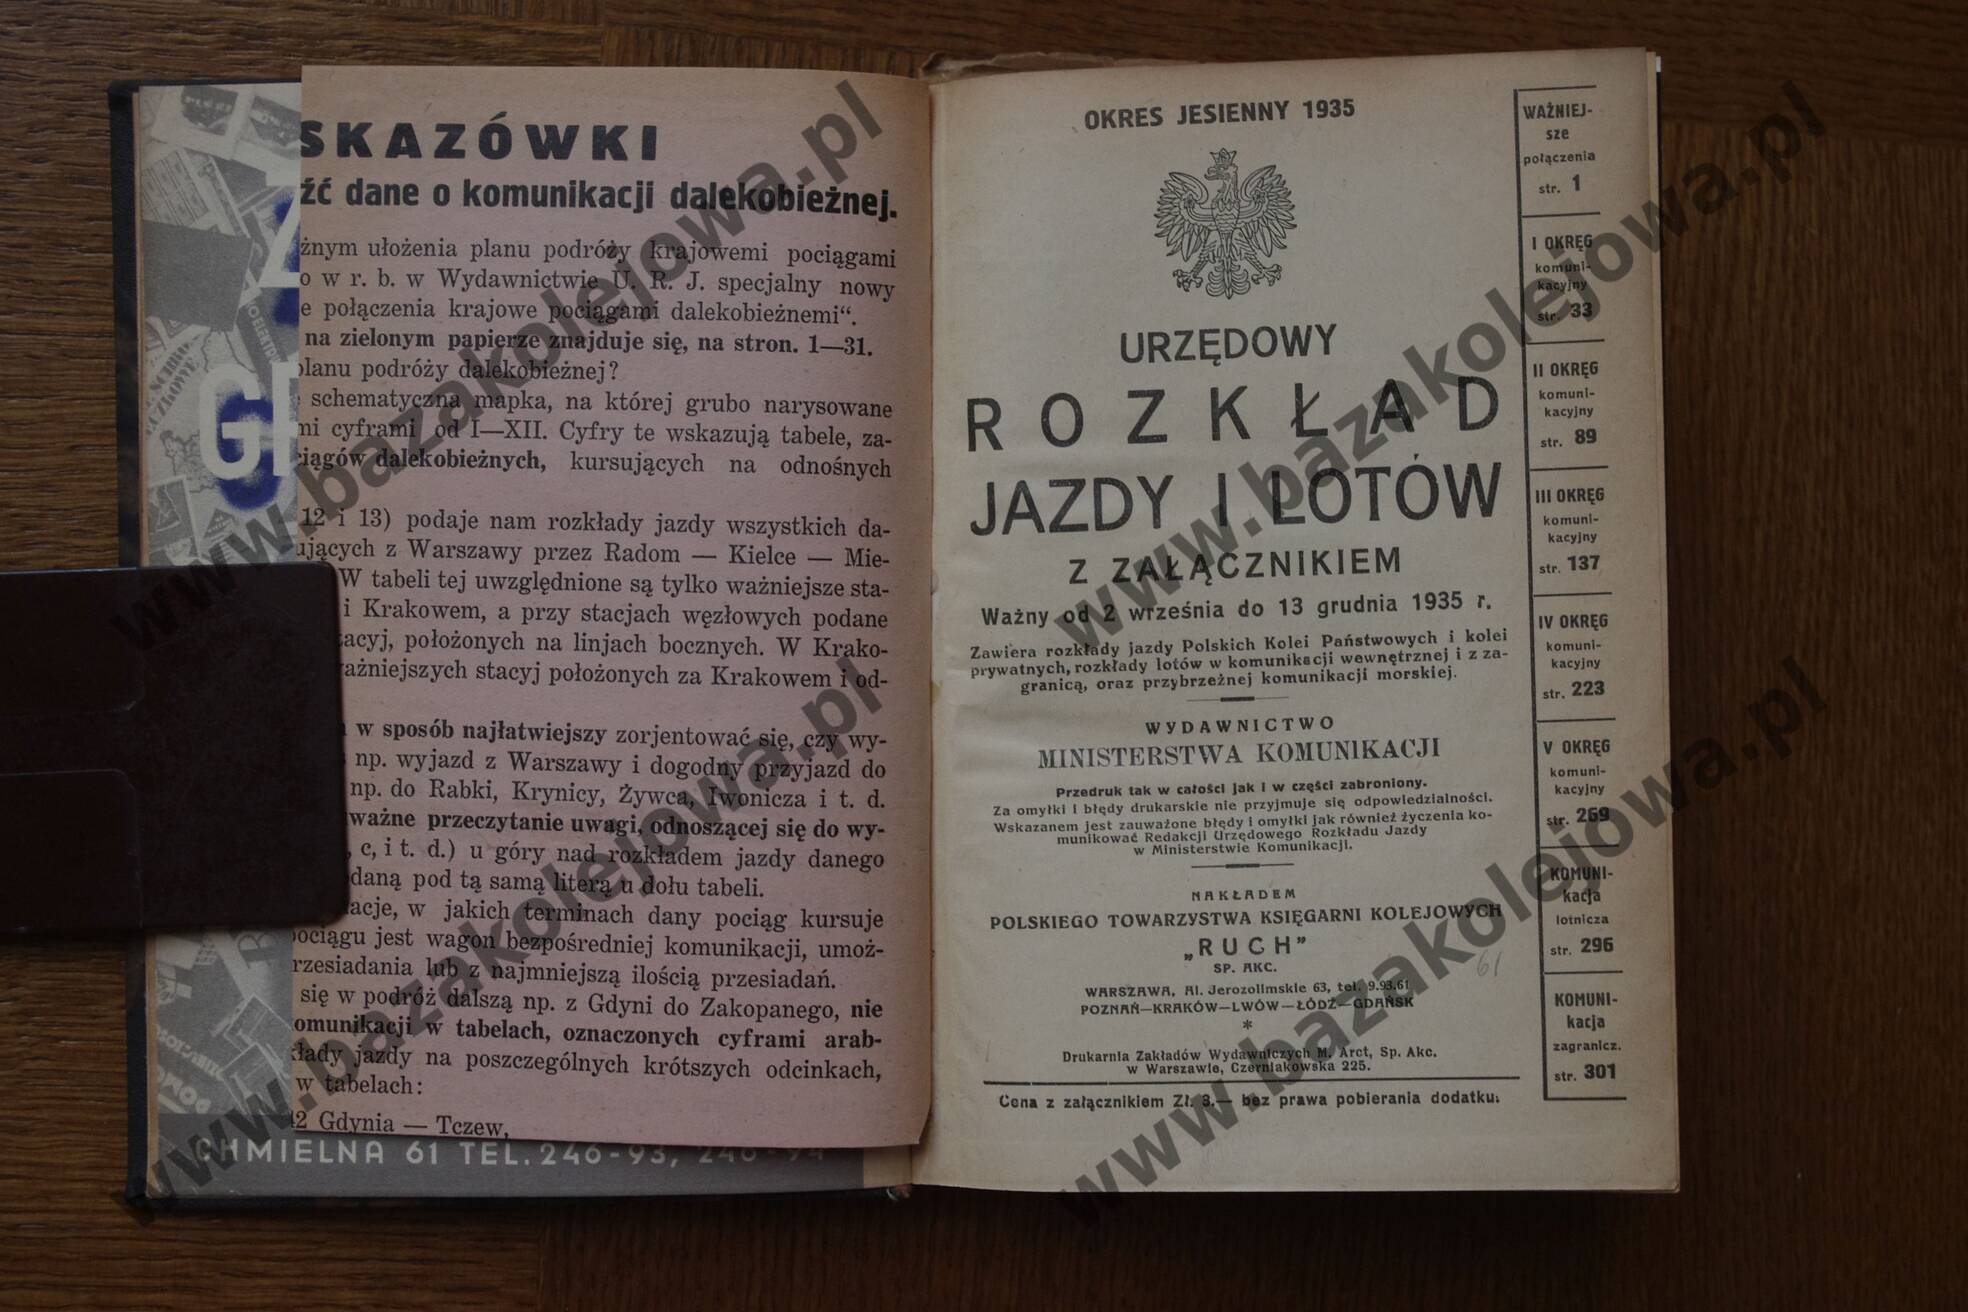 SKAZÓWKI
źć dane o komunikacji dalekobieżnej.
żnym ułożenia planu podróży krajowemi pociągami
o w r. b. w Wydawnictwie U. R. J. specjalny nowy
e połączenia krajowe pociągami dalekobieżnemi“.
na zielonym papierze znajduje się, na stron. 1—31.
planu podróży dalekobieżnej?
schematyczna mapka, na której grubo narysowane
mi cyframi od I—XII. Cyfry te wskazują tabele, za-
ciągów dalekobieżnych, kursujących na odnośnych
12 i 13) podaje nam rozkłady jazdy wszystkich da-
ujących z Warszawy przez Radom — Kielce — Mie-
W tabeli tej uwzględnione są tylko ważniejsze sta-
i Krakowem, a przy stacjach węzłowych podane
tacyj, położonych na linjach bocznych. W Krako-
ważniejszych stacyj położonych za Krakowem i od-
w sposób najłatwiejszy zorjentować się, czy wy-
np. wyjazd z Warszawy i dogodny przyjazd do
np. do Rabki, Krynicy, Żywca, Iwonicza i t. d.
ważne przeczytanie uwagi, odnoszącej się do wy-
, c, i t. d.) u góry nad rozkładem jazdy danego
daną pod tą samą literą u dołu tabeli.
acje, w jakich terminach dany pociąg kursuje
pociągu jest wagon bezpośredniej komunikacji, umoż-
rzesiadania lub z najmniejszą ilością przesiadań.
się w podróż dalszą np. z Gdyni do Zakopanego, nie
omunikacji w tabelach, oznaczonych cyframi arab-
kłady jazdy na poszczególnych krótszych odcinkach,
w tabelach:
42 Gdynia — Tczew,
CHMIELNA 61 TEL. 246-93, 246-94
OKRES JESIENNY 1935
URZĘDOWY
ROZKŁAD
JAZDY I LOTÓW
Z ZAŁĄCZNIKIEM
Ważny od 2 września do 13 grudnia 1935 r.
Zawiera rozkłady jazdy Polskich Kolei Państwowych i kolei
prywatnych, rozkłady lotów w komunikacji wewnętrznej i z za-
granicą, oraz przybrzeżnej komunikacji morskiej.
WYDAWNICTWO
MINISTERSTWA KOMUNIKACJI
Przedruk tak w całości jak i w części zabroniony.
Za omyłki i błędy drukarskie nie przyjmuje się odpowiedzialności.
Wskazanem jest zauważone błędy i omyłki jak również życzenia ko-
munikować Redakcji Urzędowego Rozkładu Jazdy
w Ministerstwie Komunikacji.
NAKŁADEM
POLSKIEGO TOWARZYSTWA KSIĘGARNI KOLEJOWYCH
„RUCH”
SP. AKC.
61
WARSZAWA, Al. Jerozolimskie 63, tel. 9.93.61
POZNAŃ—KRAKÓW—LWÓW—ŁÓDŹ—GDAŃSK
*
Drukarnia Zakładów Wydawniczych M. Arct, Sp. Akc.
w Warszawie, Czerniakowska 225.
Cena z załącznikiem Zł. 3.— bez prawa pobierania dodatku.
WAŻNIEJ-
sze
połączenia
str. 1
I OKRĘG
komuni-
kacyjny
str. 33
II OKRĘG
komuni-
kacyjny
str. 89
III OKRĘG
komuni-
kacyjny
str. 137
IV OKRĘG
komuni-
kacyjny
str. 223
V OKRĘG
komuni-
kacyjny
str. 269
KOMUNI-
kacja
lotnicza
str. 296
KOMUNI-
kacja
zagranicz.
str. 301
www.bazakolejowa.pl
www.bazakolejowa.pl
www.bazakolejowa.pl
www.bazakolejowa.pl